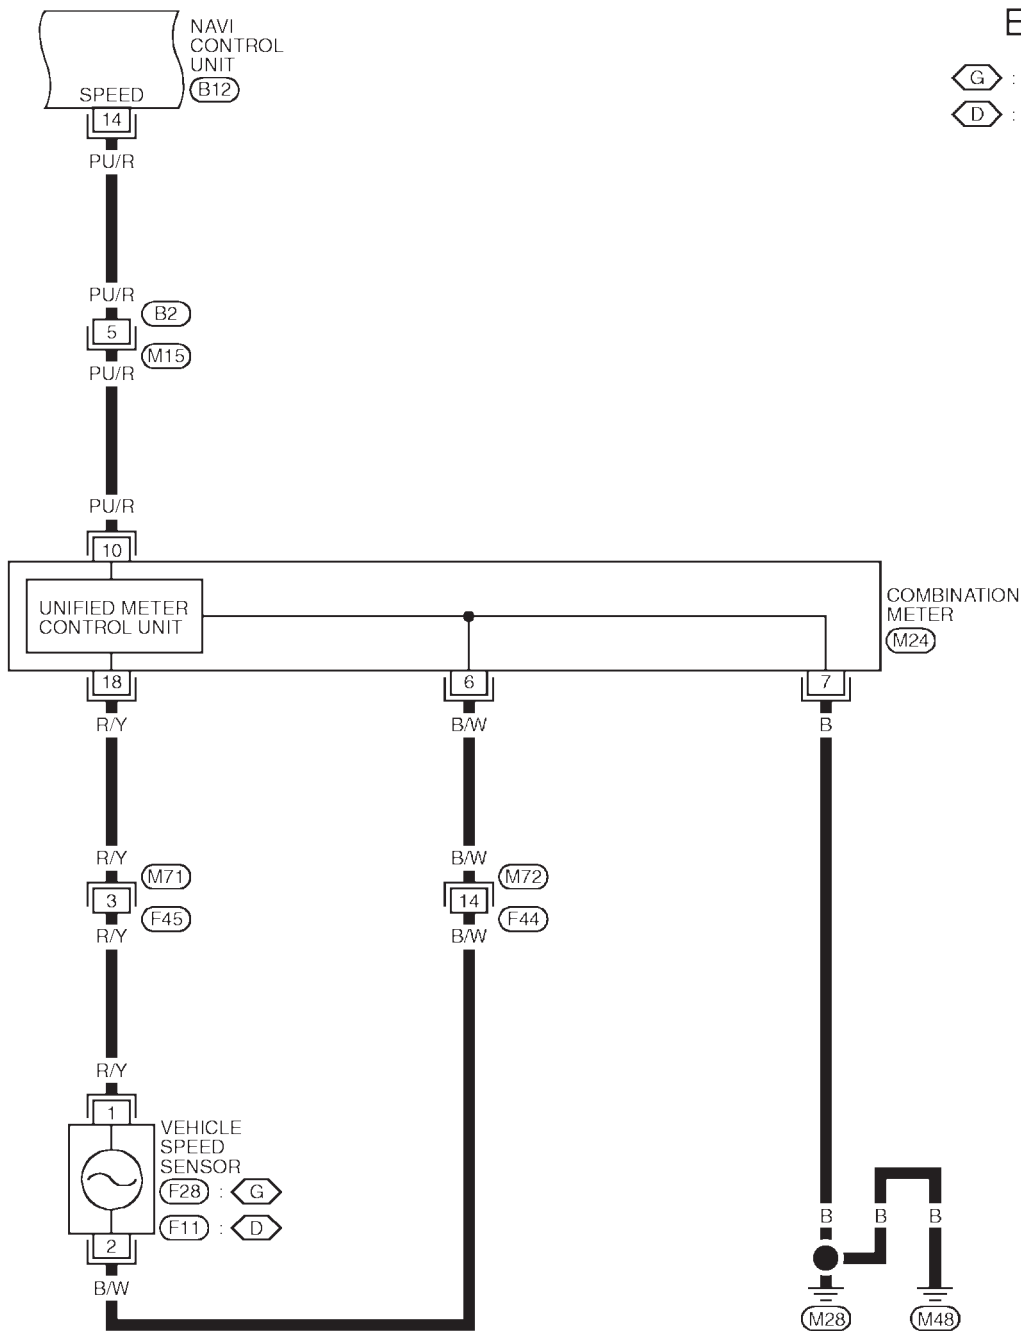 NAVI
CONTROL
UNIT
B12
SPEED
14
PU/R
G :
D :
PU/R
B2
5
M15
PU/R
PU/R
10
UNIFIED METER
CONTROL UNIT
COMBINATION
METER
M24
18
6
7
R/Y
B/W
B
R/Y
M71
B/W
M72
3
F45
14
F44
R/Y
B/W
R/Y
1
VEHICLE
SPEED
SENSOR
F28 : G
F11 : D
2
B/W
B
B
B
M28
M48